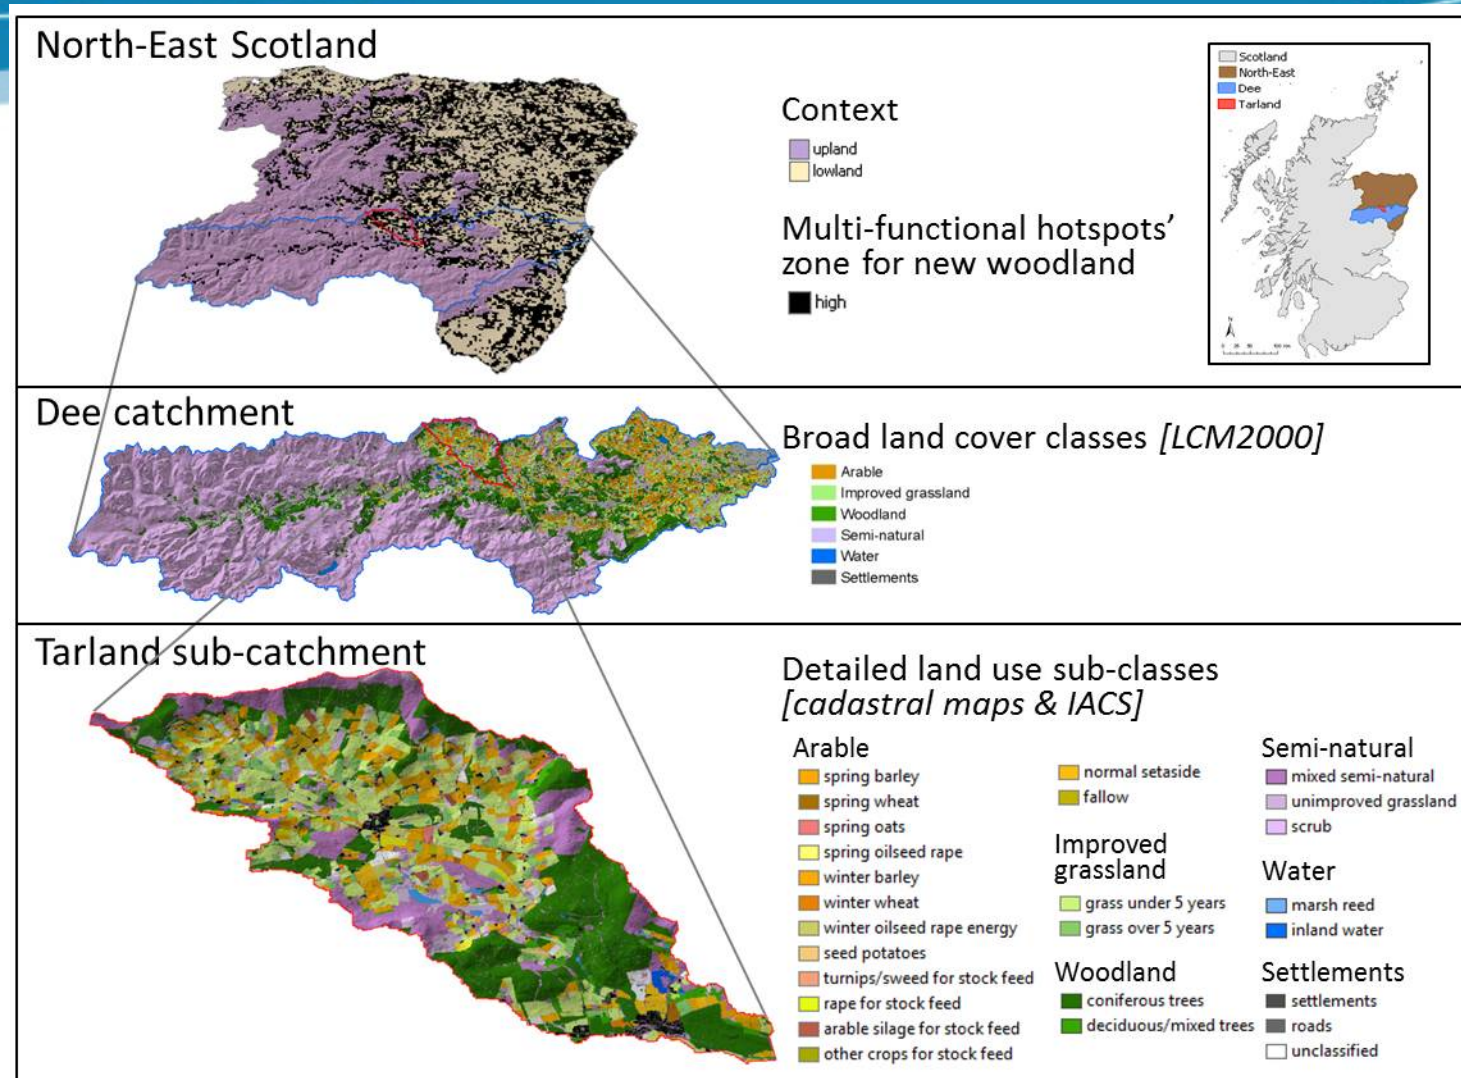 North-East Scotland
Context
upland
lowland
Multi-functional hotspots’
zone for new woodland
high
Scotland
North-East
Dee
Tarland
N
Dee catchment
Broad land cover classes [LCM2000]
Arable
Improved grassland
Woodland
Semi-natural
Water
Settlements
Tarland sub-catchment
Detailed land use sub-classes
[cadastral maps & IACS]
Arable
spring barley
spring wheat
spring oats
spring oilseed rape
winter barley
winter wheat
winter oilseed rape energy
seed potatoes
turnips/sweed for stock feed
rape for stock feed
arable silage for stock feed
other crops for stock feed
normal setaside
fallow
Improved
grassland
grass under 5 years
grass over 5 years
Woodland
coniferous trees
deciduous/mixed trees
Semi-natural
mixed semi-natural
unimproved grassland
scrub
Water
marsh reed
inland water
Settlements
settlements
roads
unclassified